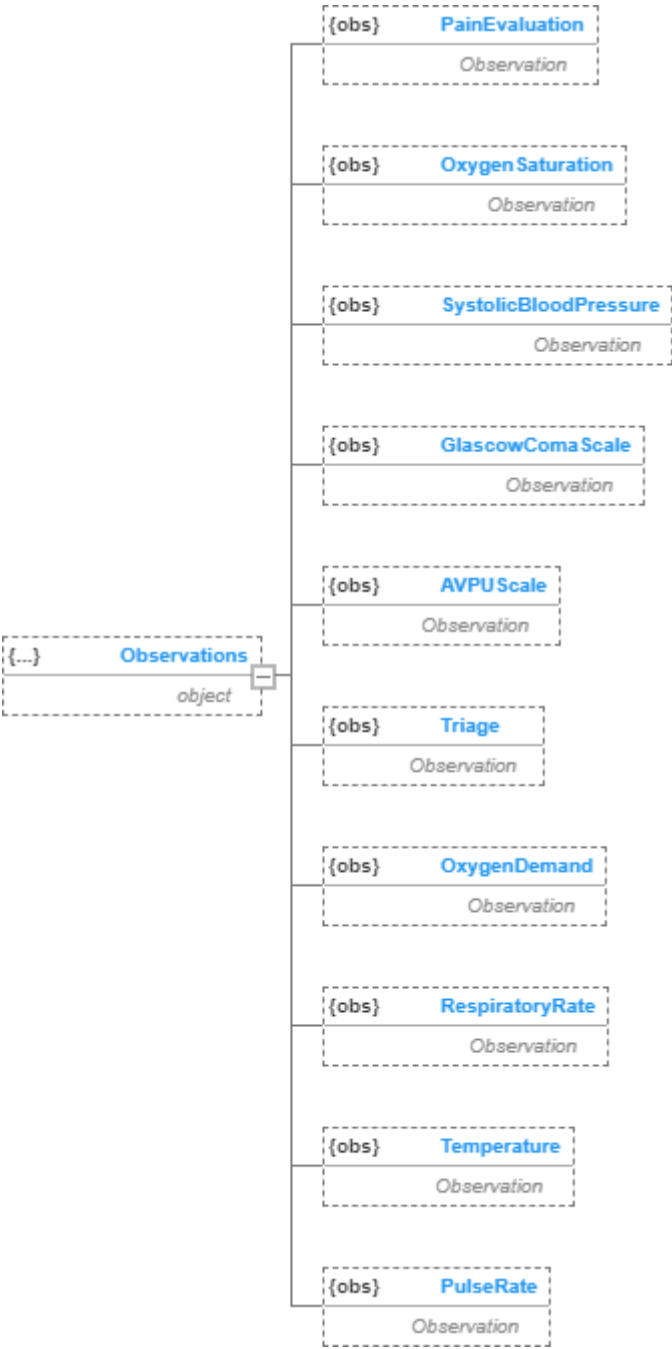 {obs} PainEvaluation
Observation
{obs} OxygenSaturation
Observation
{obs} SystolicBloodPressure
Observation
{obs} GlascowComaScale
Observation
{obs} AVPUScale
Observation
{...} Observations
object
{obs} Triage
Observation
{obs} OxygenDemand
Observation
{obs} RespiratoryRate
Observation
{obs} Temperature
Observation
{obs} PulseRate
Observation